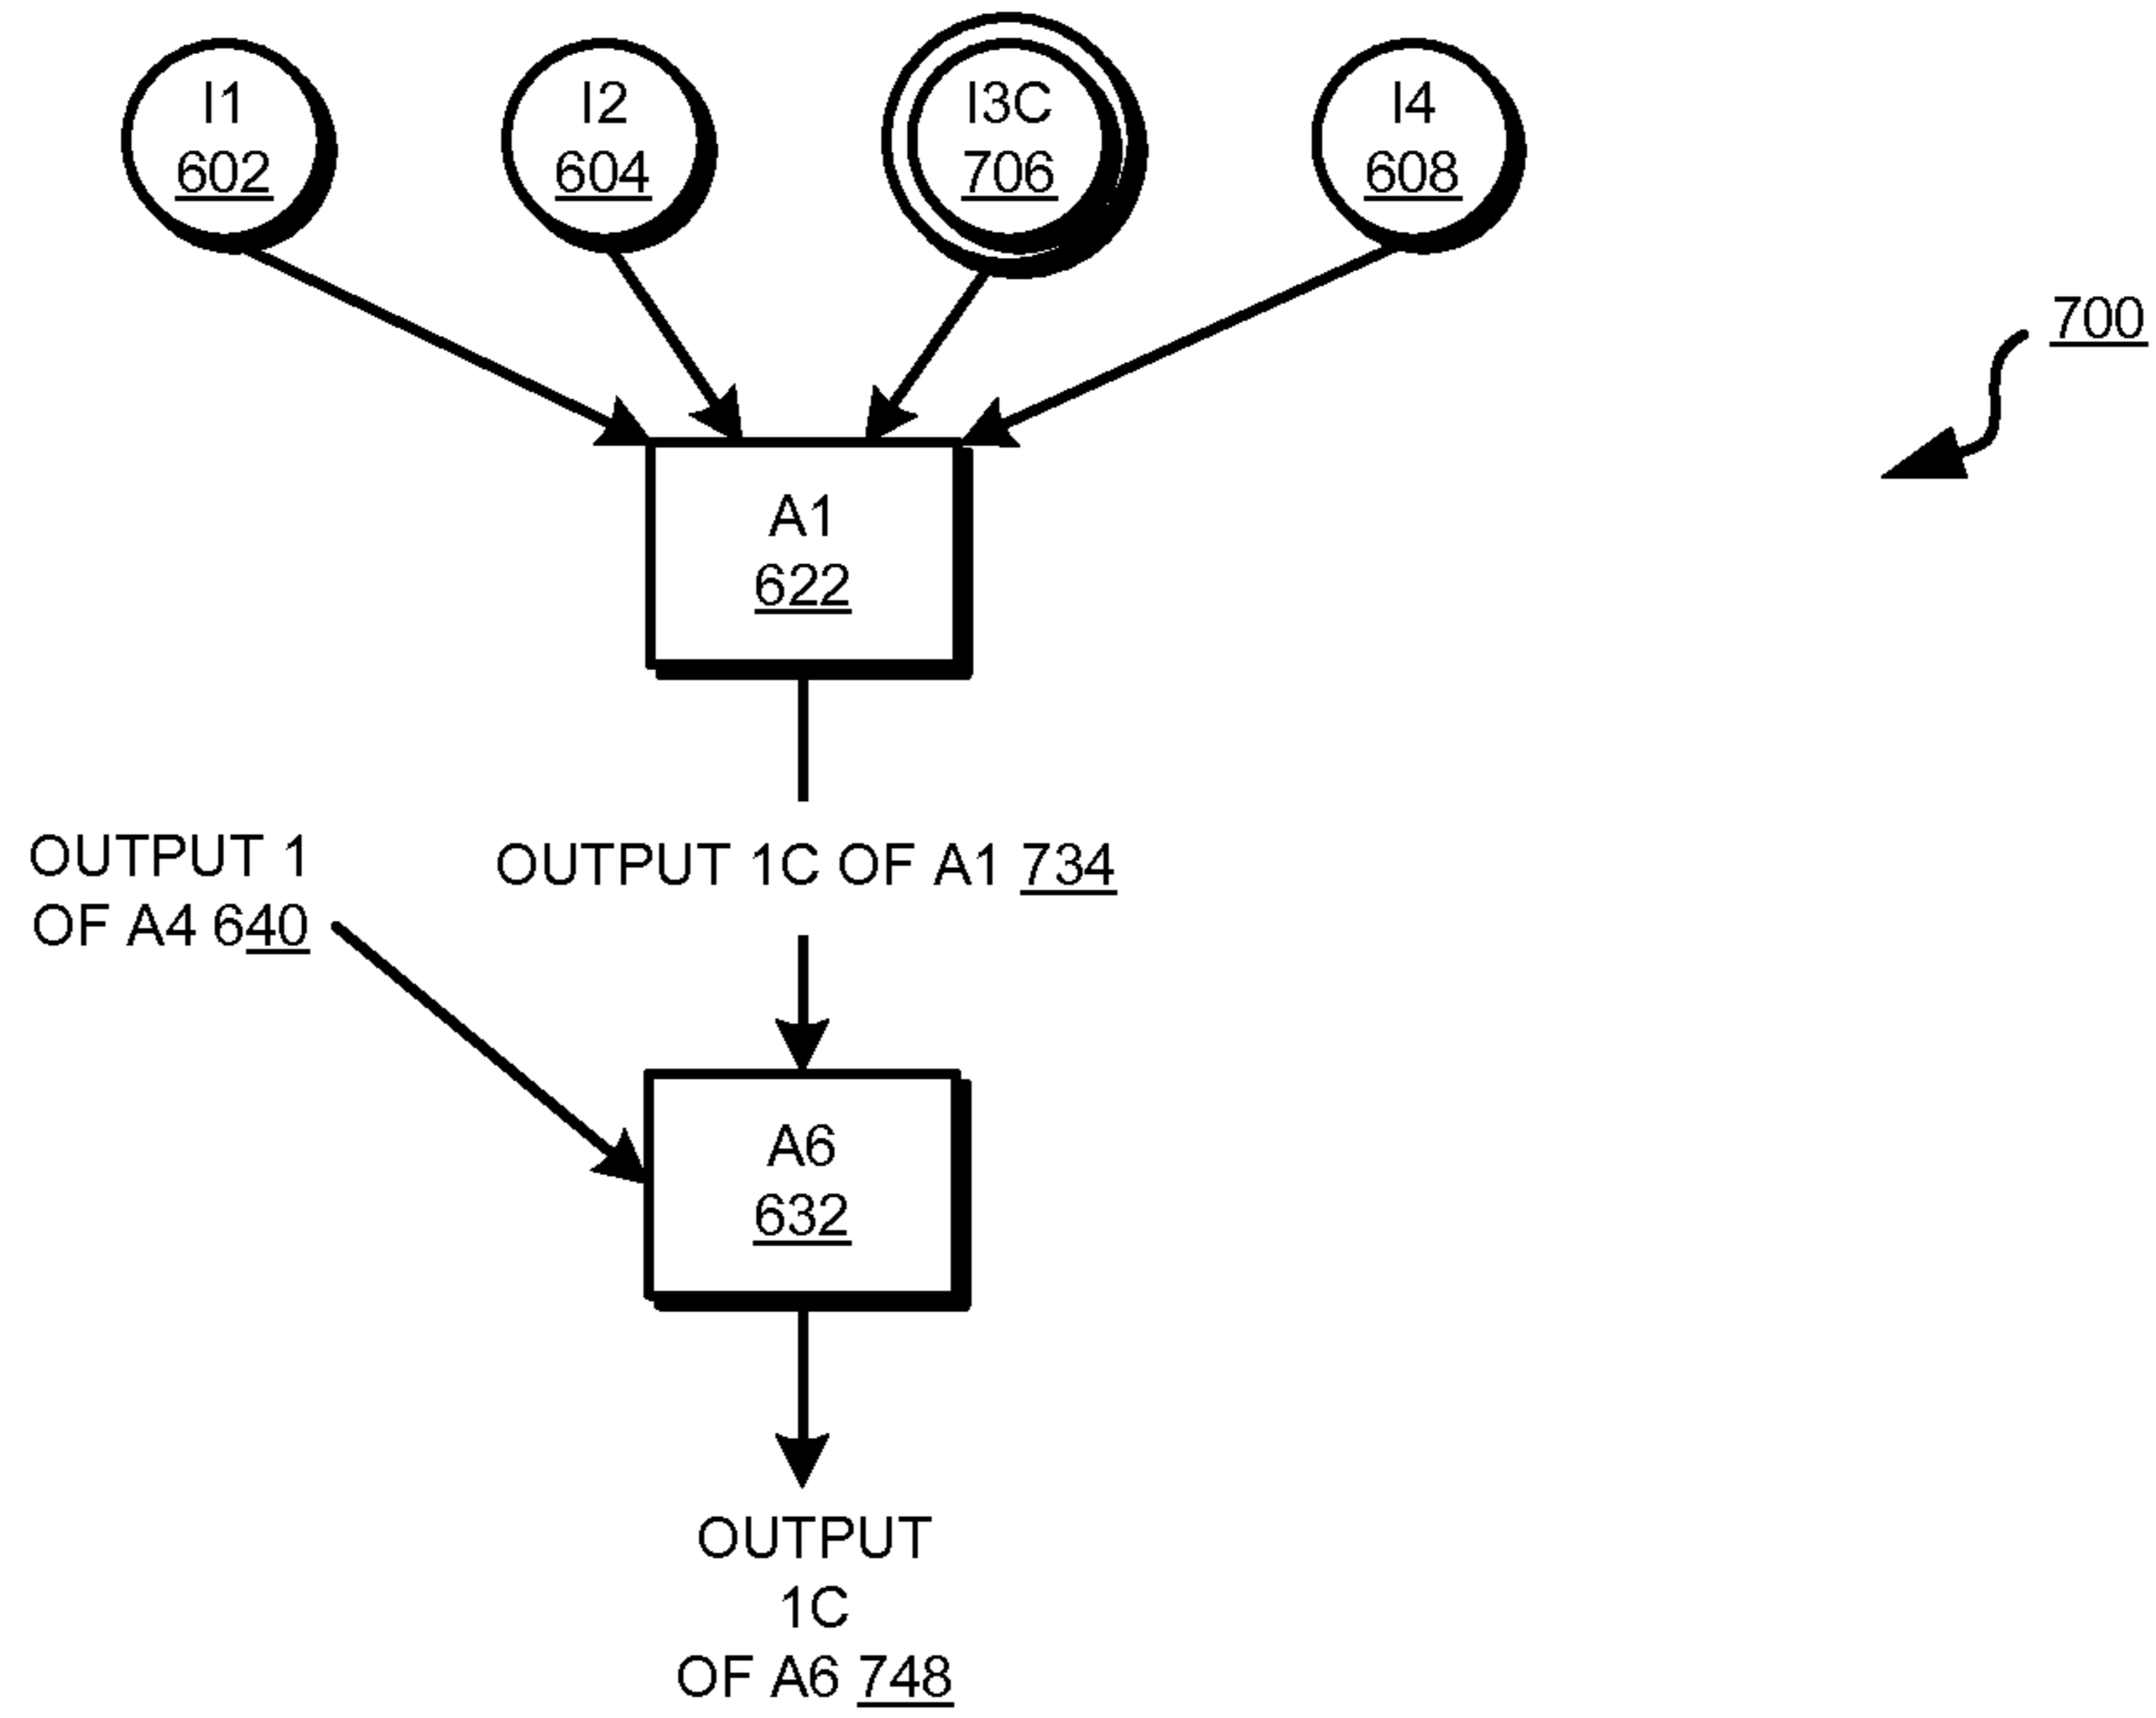 I1
602
I2
604
I3C
706
I4
608
700
A1
622
OUTPUT 1
OF A4 640
OUTPUT 1C OF A1 734
A6
632
OUTPUT
1C
OF A6 748